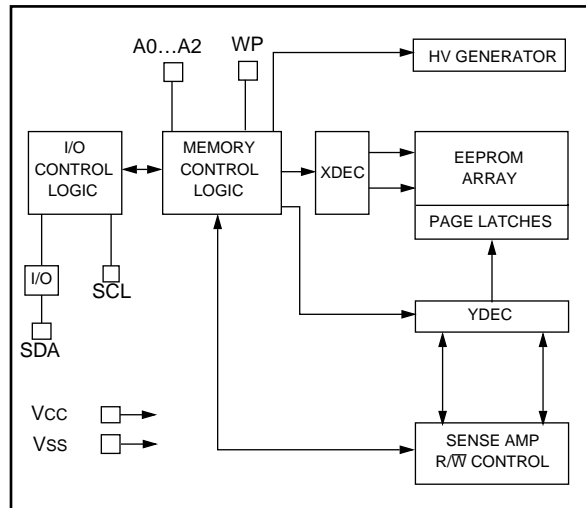 A0...A2
WP
HV GENERATOR
I/O
CONTROL
LOGIC
MEMORY
CONTROL
LOGIC
XDEC
EEPROM
ARRAY
PAGE LATCHES
I/O
SCL
SDA
YDEC
VCC
VSS
SENSE AMP
R/W̅ CONTROL